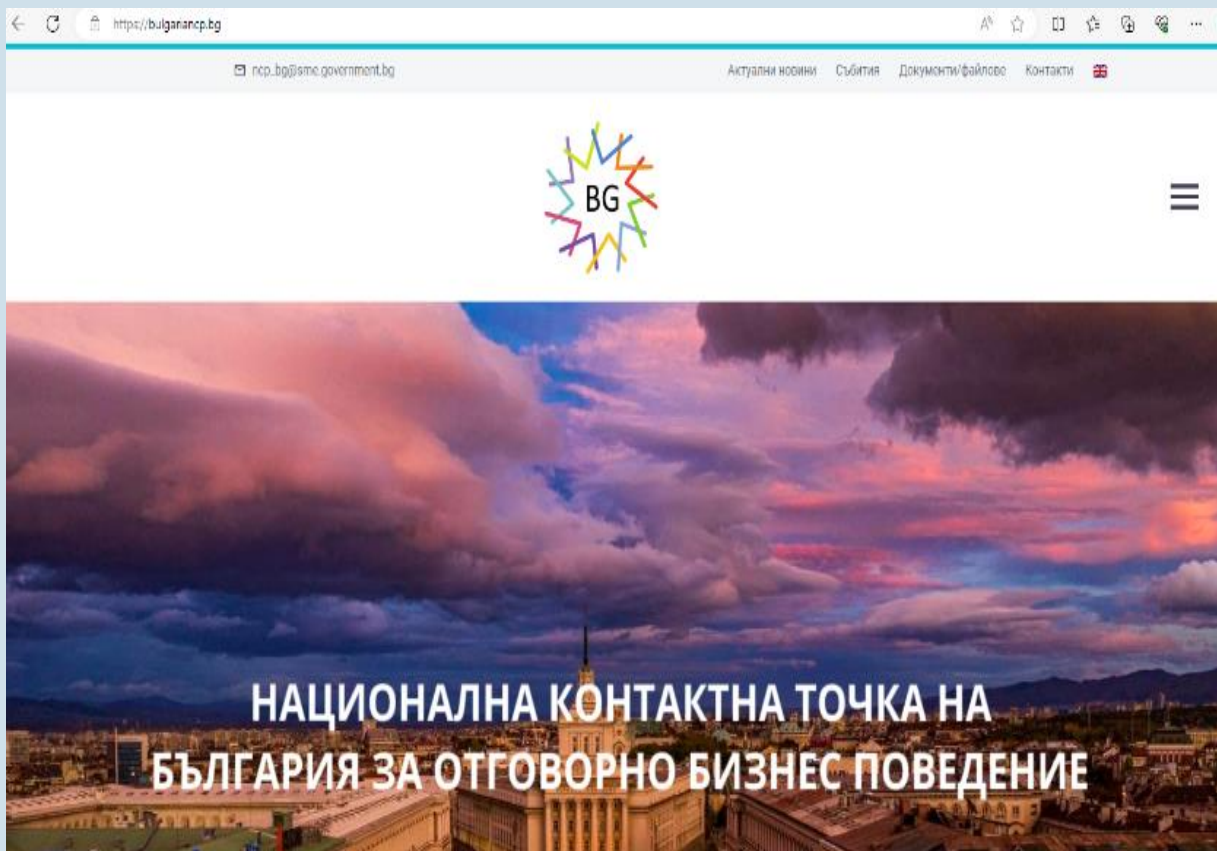 https://bulgariancp.bg
ncp_bg@sme.government.bg
Актуални новини Събития Документи/файлове Контакти
BG
НАЦИОНАЛНА КОНТАКТНА ТОЧКА НА
БЪЛГАРИЯ ЗА ОТГОВОРНО БИЗНЕС ПОВЕДЕНИЕ